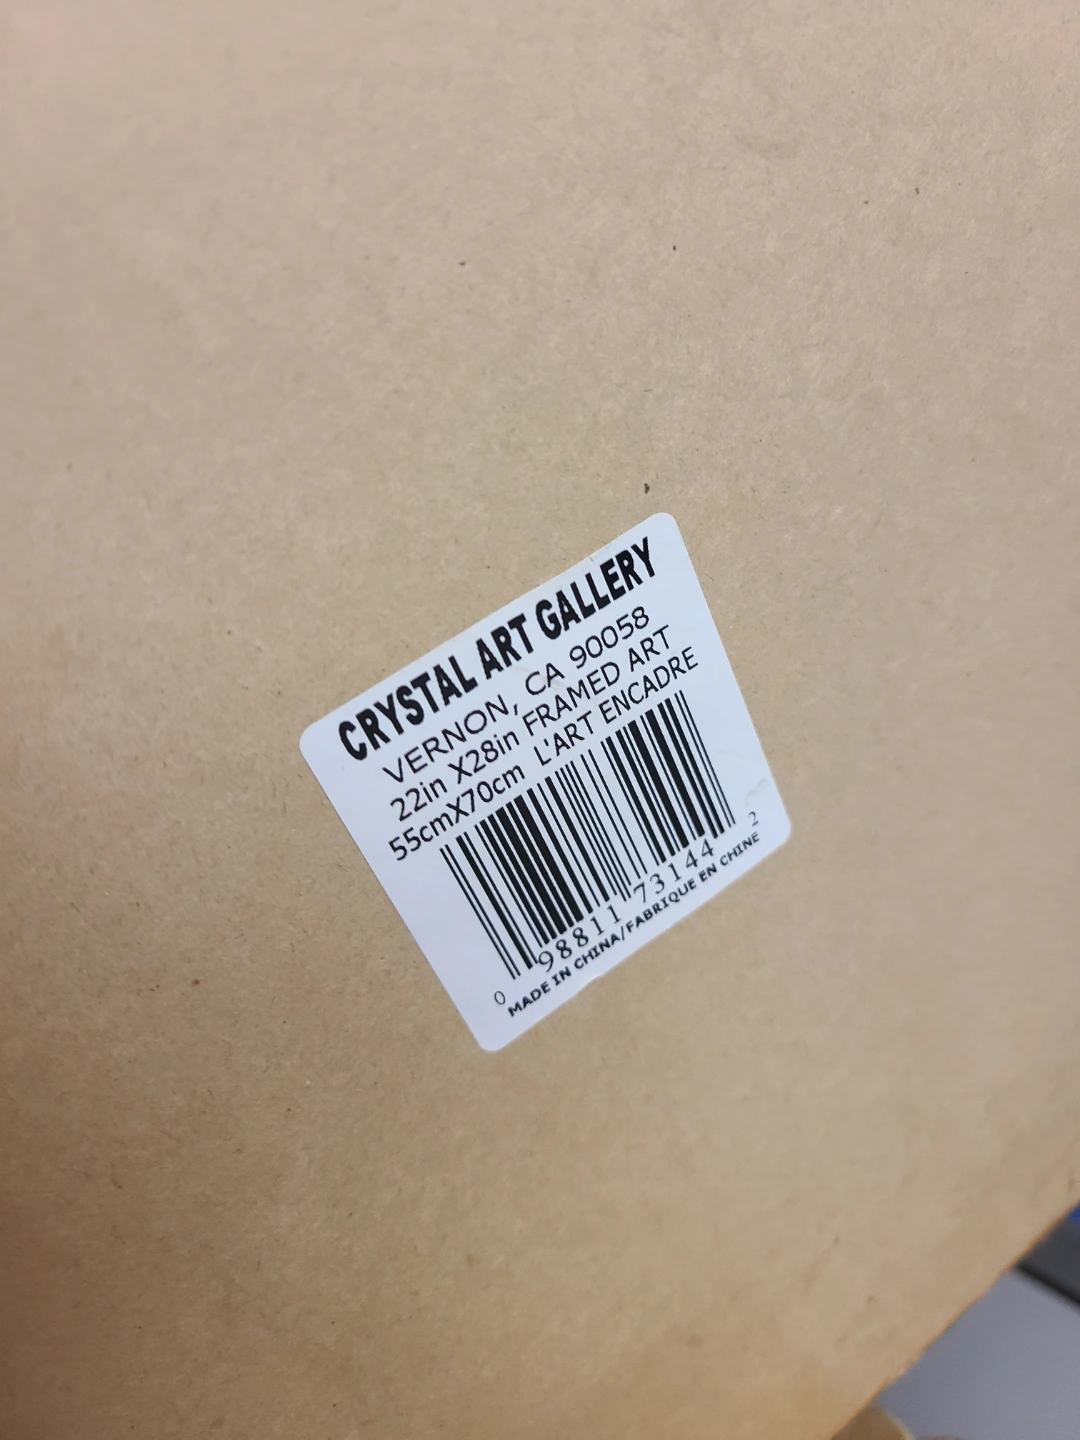 CRYSTAL ART GALLERY
VERNON, CA 90058
22in X28in FRAMED ART
55cmX70cm L'ART ENCADRE
0 98811 73144 2
MADE IN CHINA/FABRIQUE EN CHINE